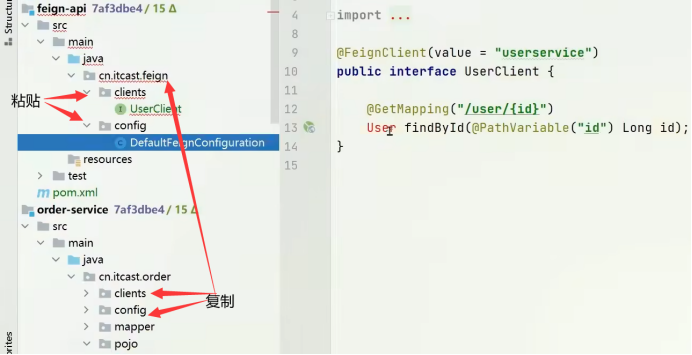 Structu
feign-api 7af3dbe4 / 15 Δ
src
main
java
cn.itcast.feign
clients
UserClient
config
DefaultFeignConfiguration
resources
test
pom.xml
order-service 7af3dbe4 / 15 Δ
src
main
java
cn.itcast.order
clients
config
mapper
pojo
粘贴
复制
orites
4 import ...
8
9 @FeignClient(value = "userservice")
10 public interface UserClient {
11
12 @GetMapping("/user/{id}")
13 User findById(@PathVariable("id") Long id);
14 }
15